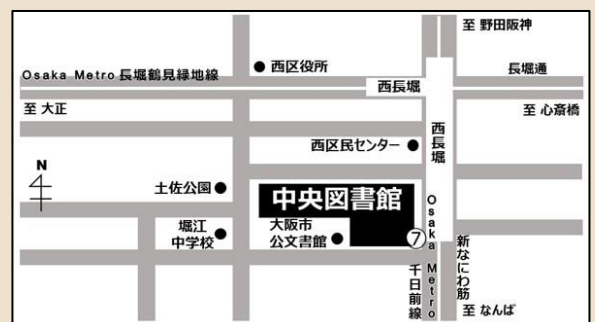 至 野田阪神
西区役所
長堀通
Osaka Metro 長堀鶴見緑地線
西長堀
至 大正
至 心斎橋
西長堀
西区民センター
N
土佐公園
中央図書館
堀江
中学校
大阪市
公文書館
⑦
Osaka Metro
千日前線
新なにわ筋
至 なんば